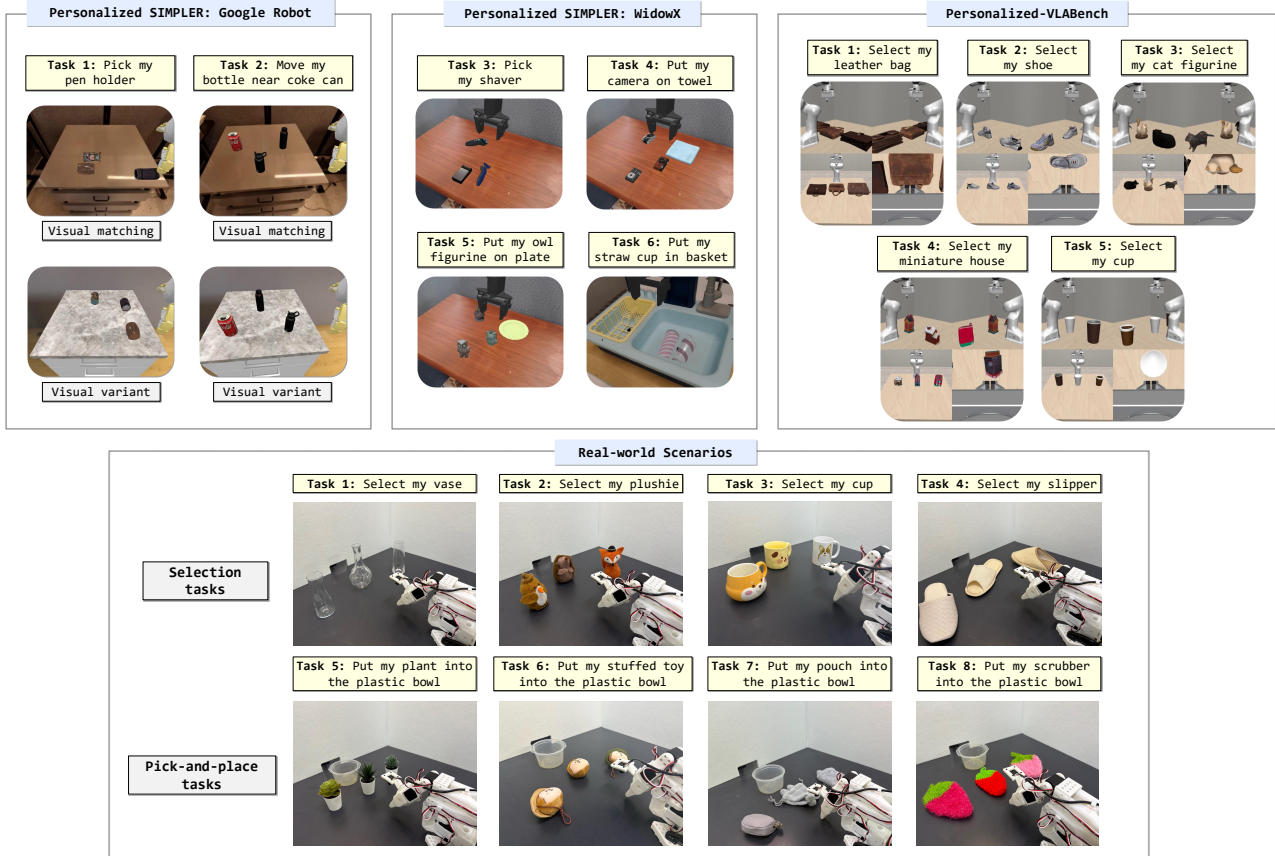 Personalized SIMPLER: Google Robot
Task 1: Pick my
pen holder
Task 2: Move my
bottle near coke can
Visual matching
Visual matching
Visual variant
Visual variant
Personalized SIMPLER: WidowX
Task 3: Pick
my shaver
Task 4: Put my
camera on towel
Task 5: Put my owl
figurine on plate
Task 6: Put my
straw cup in basket
Personalized-VLABench
Task 1: Select my
leather bag
Task 2: Select
my shoe
Task 3: Select
my cat figurine
Task 4: Select my
miniature house
Task 5: Select
my cup
Real-world Scenarios
Selection
tasks
Task 1: Select my vase
Task 2: Select my plushie
Task 3: Select my cup
Task 4: Select my slipper
Pick-and-place
tasks
Task 5: Put my plant into
the plastic bowl
Task 6: Put my stuffed toy
into the plastic bowl
Task 7: Put my pouch into
the plastic bowl
Task 8: Put my scrubber
into the plastic bowl